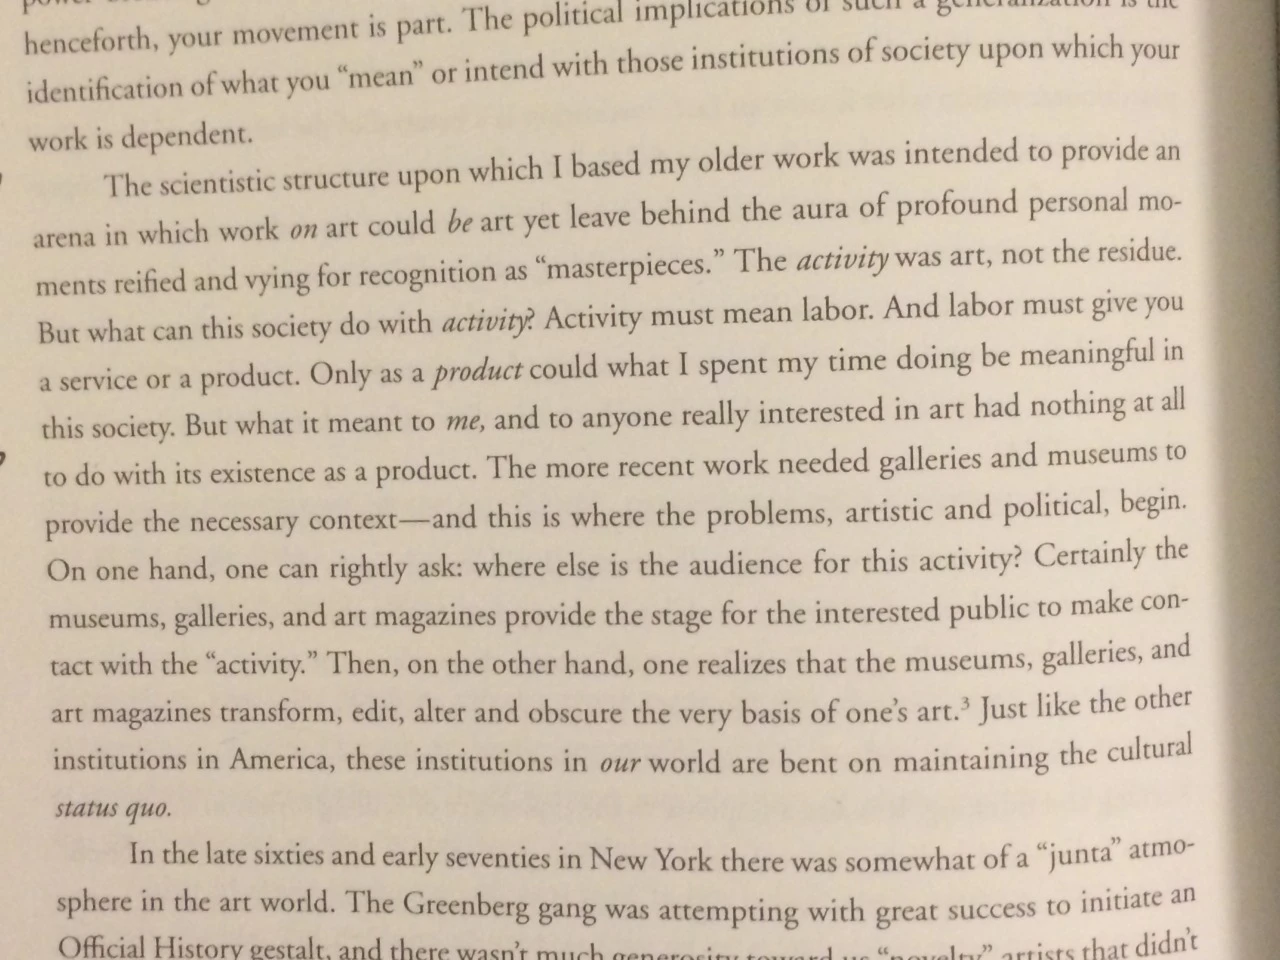 henceforth, your movement is part. The political implications of such a generalization is the
identification of what you “mean” or intend with those institutions of society upon which your
work is dependent.
The scientistic structure upon which I based my older work was intended to provide an
arena in which work on art could be art yet leave behind the aura of profound personal mo-
ments reified and vying for recognition as “masterpieces.” The activity was art, not the residue.
But what can this society do with activity? Activity must mean labor. And labor must give you
a service or a product. Only as a product could what I spent my time doing be meaningful in
this society. But what it meant to me, and to anyone really interested in art had nothing at all
to do with its existence as a product. The more recent work needed galleries and museums to
provide the necessary context—and this is where the problems, artistic and political, begin.
On one hand, one can rightly ask: where else is the audience for this activity? Certainly the
museums, galleries, and art magazines provide the stage for the interested public to make con-
tact with the “activity.” Then, on the other hand, one realizes that the museums, galleries, and
art magazines transform, edit, alter and obscure the very basis of one’s art.³ Just like the other
institutions in America, these institutions in our world are bent on maintaining the cultural
status quo.
In the late sixties and early seventies in New York there was somewhat of a “junta” atmo-
sphere in the art world. The Greenberg gang was attempting with great success to initiate an
Official History gestalt, and there wasn’t much generosity toward us “novelty” artists that didn’t